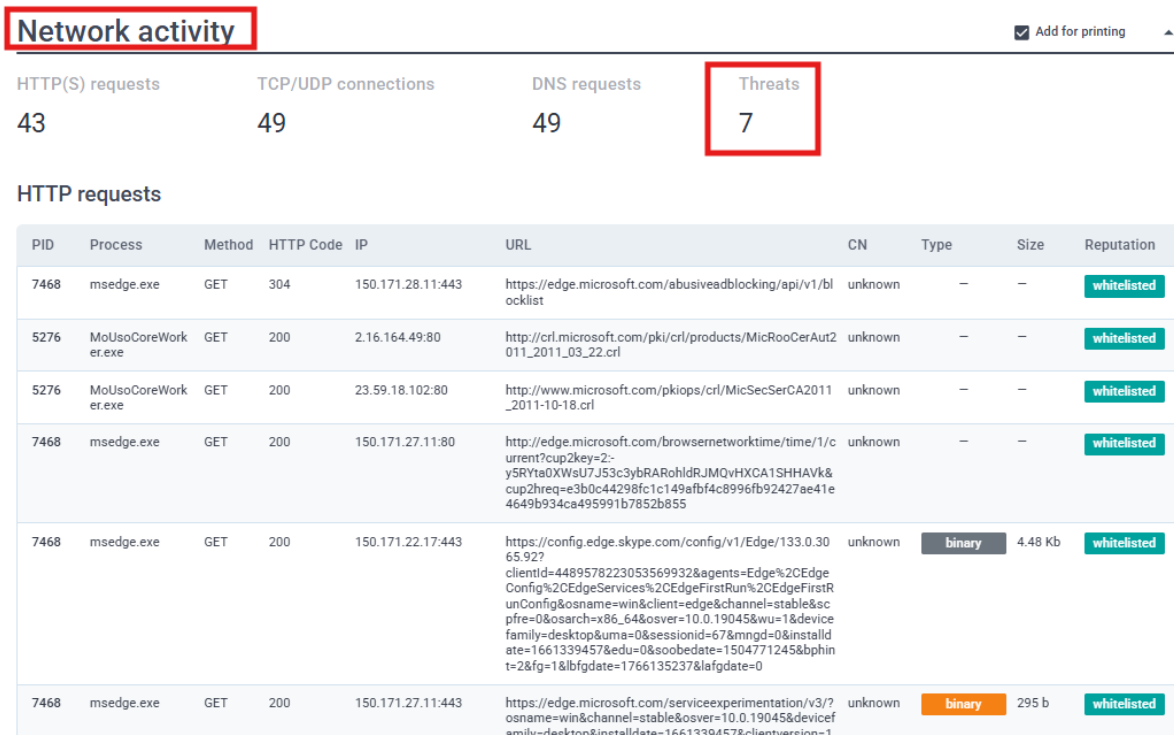 Network activity
Add for printing
HTTP(S) requests TCP/UDP connections DNS requests Threats
43 49 49 7
HTTP requests
PID Process Method HTTP Code IP URL CN Type Size Reputation
7468 msedge.exe GET 304 150.171.28.11:443 https://edge.microsoft.com/abusiveadblocking/api/v1/bl unknown – – whitelisted
ocklist
5276 MoUsoCoreWork GET 200 2.16.164.49:80 http://crl.microsoft.com/pki/crl/products/MicRooCerAut2 unknown – – whitelisted
er.exe 011_2011_03_22.crl
5276 MoUsoCoreWork GET 200 23.59.18.102:80 http://www.microsoft.com/pkiops/crl/MicSecSerCA2011 unknown – – whitelisted
er.exe _2011-10-18.crl
7468 msedge.exe GET 200 150.171.27.11:80 http://edge.microsoft.com/browsernetworktime/time/1/c unknown – – whitelisted
urrent?cup2key=2:-
y5RYta0XWsU7J53c3ybRARohldRJMQvHXCA1SHHAVk&
cup2hreq=e3b0c44298fc1c149afbf4c8996fb92427ae41e
4649b934ca495991b7852b855
7468 msedge.exe GET 200 150.171.22.17:443 https://config.edge.skype.com/config/v1/Edge/133.0.30 unknown binary 4.48 Kb whitelisted
65.92?
clientId=4489578223053569932&agents=Edge%2CEdge
Config%2CEdgeServices%2CEdgeFirstRun%2CEdgeFirstR
unConfig&osname=win&client=edge&channel=stable&sc
pfre=0&osarch=x86_64&osver=10.0.19045&wu=1&device
family=desktop&uma=0&sessionid=67&mngd=0&installd
ate=1661339457&edu=0&soobedate=1504771245&bphin
t=2&fg=1&lbfgdate=1766135237&lafgdate=0
7468 msedge.exe GET 200 150.171.27.11:443 https://edge.microsoft.com/serviceexperimentation/v3/? unknown binary 295 b whitelisted
osname=win&channel=stable&osver=10.0.19045&devicef
amily=desktop&installdate=1661339457&clientversion=1